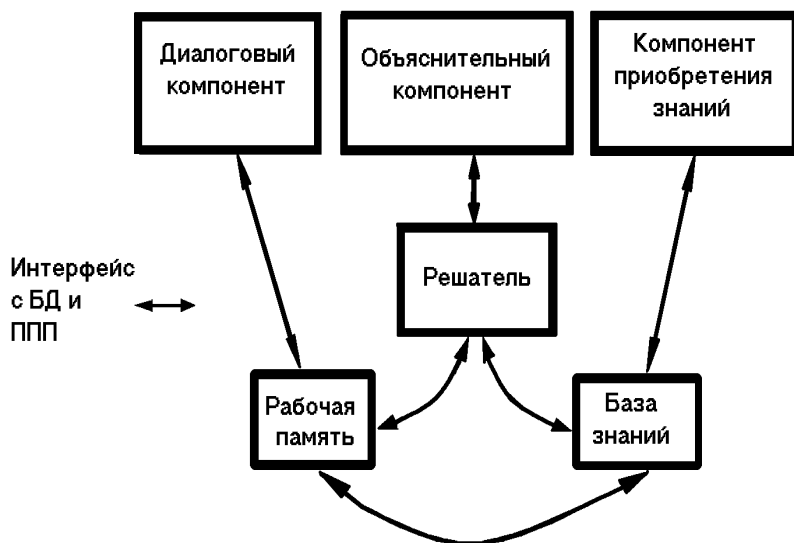 Диалоговый
компонент
Объяснительный
компонент
Компонент
приобретения
знаний
Интерфейс
с БД и
ППП
Решатель
Рабочая
память
База
знаний